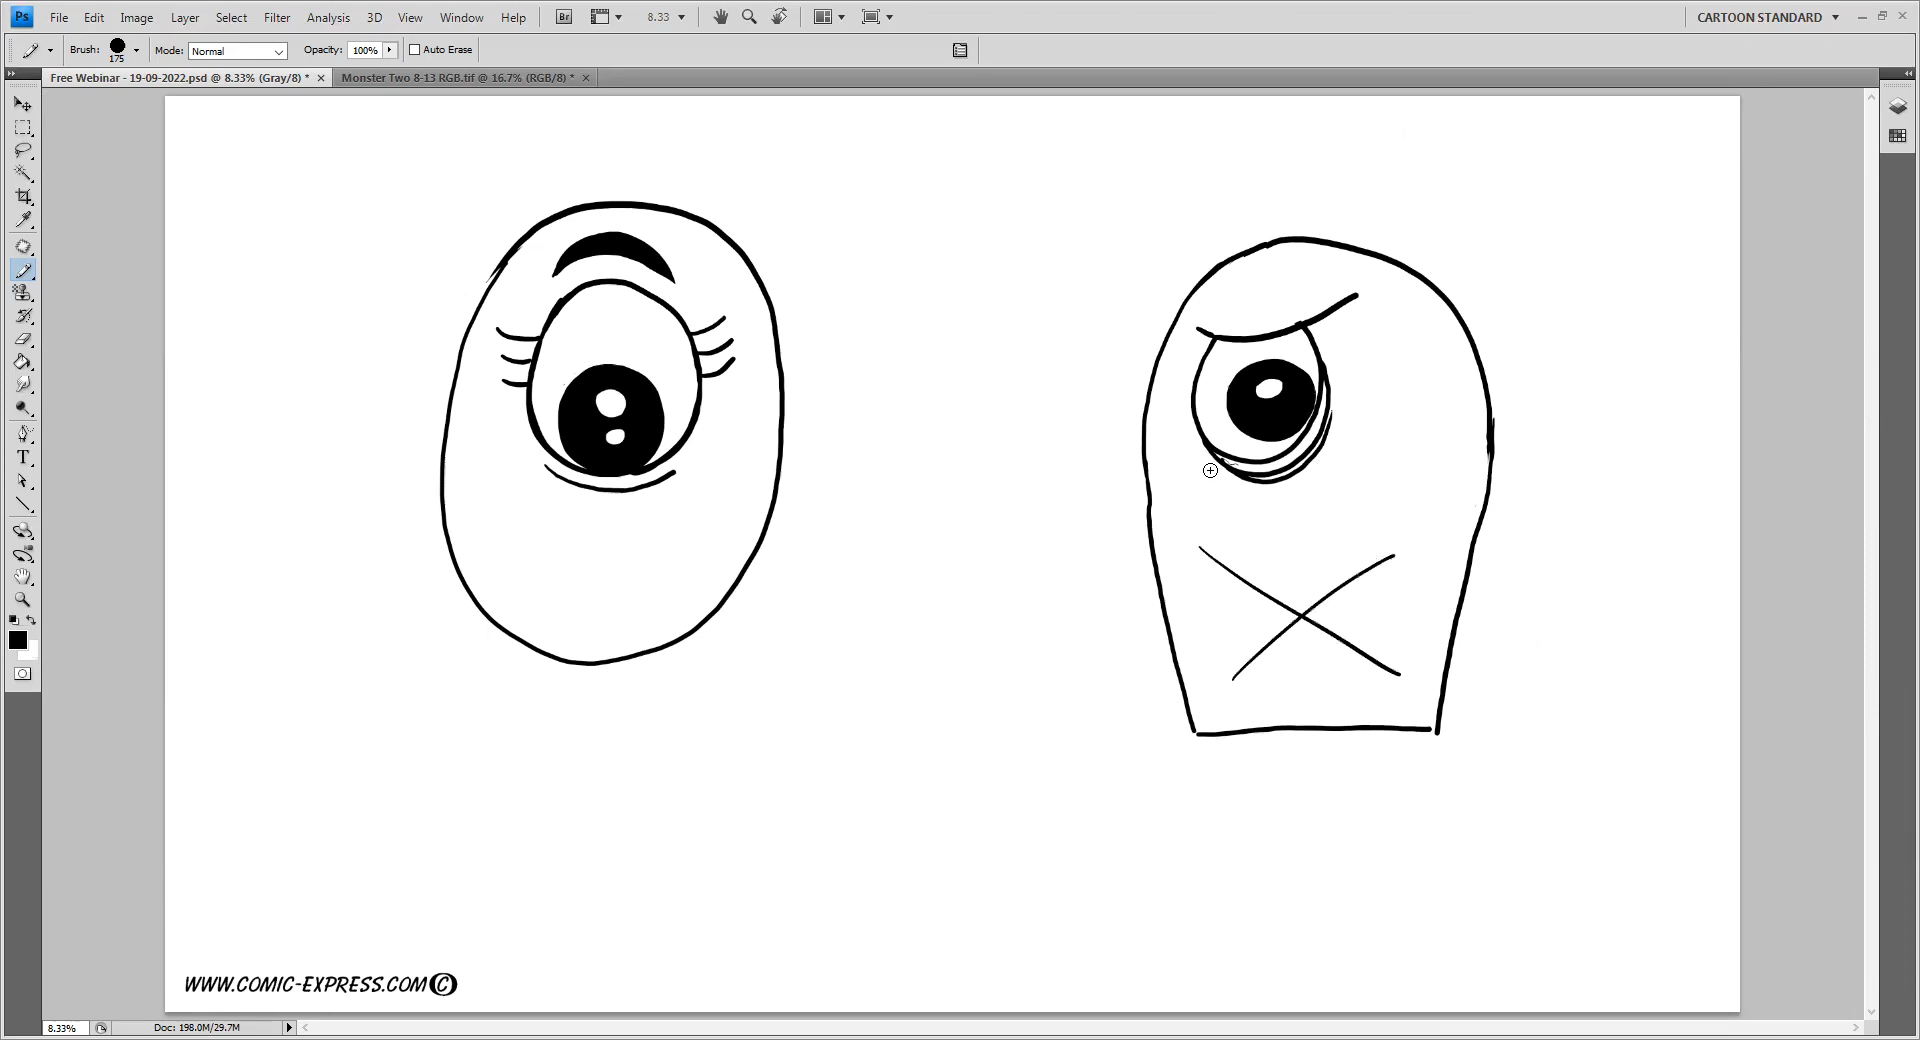 Ps File Edit Image Layer Select Filter Analysis 3D View Window Help Br 8.33 CARTOON STANDARD
Brush: 175 Mode: Normal Opacity: 100% Auto Erase
Free Webinar - 19-09-2022.psd @ 8.33% (Gray/8) * Monster Two 8-13 RGB.tif @ 16.7% (RGB/8) *
WWW.COMIC-EXPRESS.COM©
8.33% Doc: 198.0M/29.7M